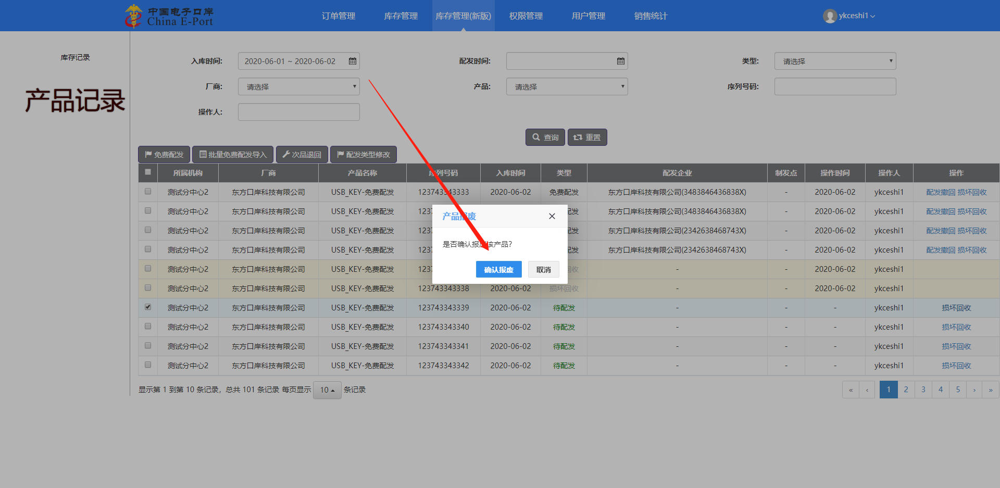 中国电子口岸
China E-Port
订单管理 库存管理 库存管理(新版) 权限管理 用户管理 销售统计 ykceshi1
库存记录
产品记录
入库时间: 2020-06-01 ~ 2020-06-02 配发时间: 类型: 请选择
厂商: 请选择 产品: 请选择 序列号码:
操作人:
查询 重置
免费配发 批量免费配发导入 次品退回 配发类型修改
所属机构 厂商 产品名称 序列号码 入库时间 类型 配发企业 制发点 操作时间 操作人 操作
测试分中心2 东方口岸科技有限公司 USB_KEY-免费配发 123743343333 2020-06-02 免费配发 东方口岸科技有限公司(3483846436838X) - 2020-06-02 ykceshi1 配发撤回 损坏回收
测试分中心2 东方口岸科技有限公司 USB_KEY-免费配发 1237 配发 东方口岸科技有限公司(3483846436838X) - 2020-06-02 ykceshi1 配发撤回 损坏回收
测试分中心2 东方口岸科技有限公司 USB_KEY-免费配发 1237 配发 东方口岸科技有限公司(2342638468743X) - 2020-06-02 ykceshi1 配发撤回 损坏回收
测试分中心2 东方口岸科技有限公司 USB_KEY-免费配发 1237 配发 东方口岸科技有限公司(2342638468743X) - 2020-06-02 ykceshi1 配发撤回 损坏回收
测试分中心2 东方口岸科技有限公司 USB_KEY-免费配发 1237 回收 - - 2020-06-02 ykceshi1
测试分中心2 东方口岸科技有限公司 USB_KEY-免费配发 123743343338 2020-06-02 损坏回收 - - 2020-06-02 ykceshi1
测试分中心2 东方口岸科技有限公司 USB_KEY-免费配发 123743343339 2020-06-02 待配发 - - - ykceshi1 损坏回收
测试分中心2 东方口岸科技有限公司 USB_KEY-免费配发 123743343340 2020-06-02 待配发 - - - ykceshi1 损坏回收
测试分中心2 东方口岸科技有限公司 USB_KEY-免费配发 123743343341 2020-06-02 待配发 - - - ykceshi1 损坏回收
测试分中心2 东方口岸科技有限公司 USB_KEY-免费配发 123743343342 2020-06-02 待配发 - - - ykceshi1 损坏回收
产品报废
是否确认报废该产品?
确认报废 取消
显示第 1 到第 10 条记录，总共 101 条记录 每页显示 10 条记录
« ‹ 1 2 3 4 5 › »